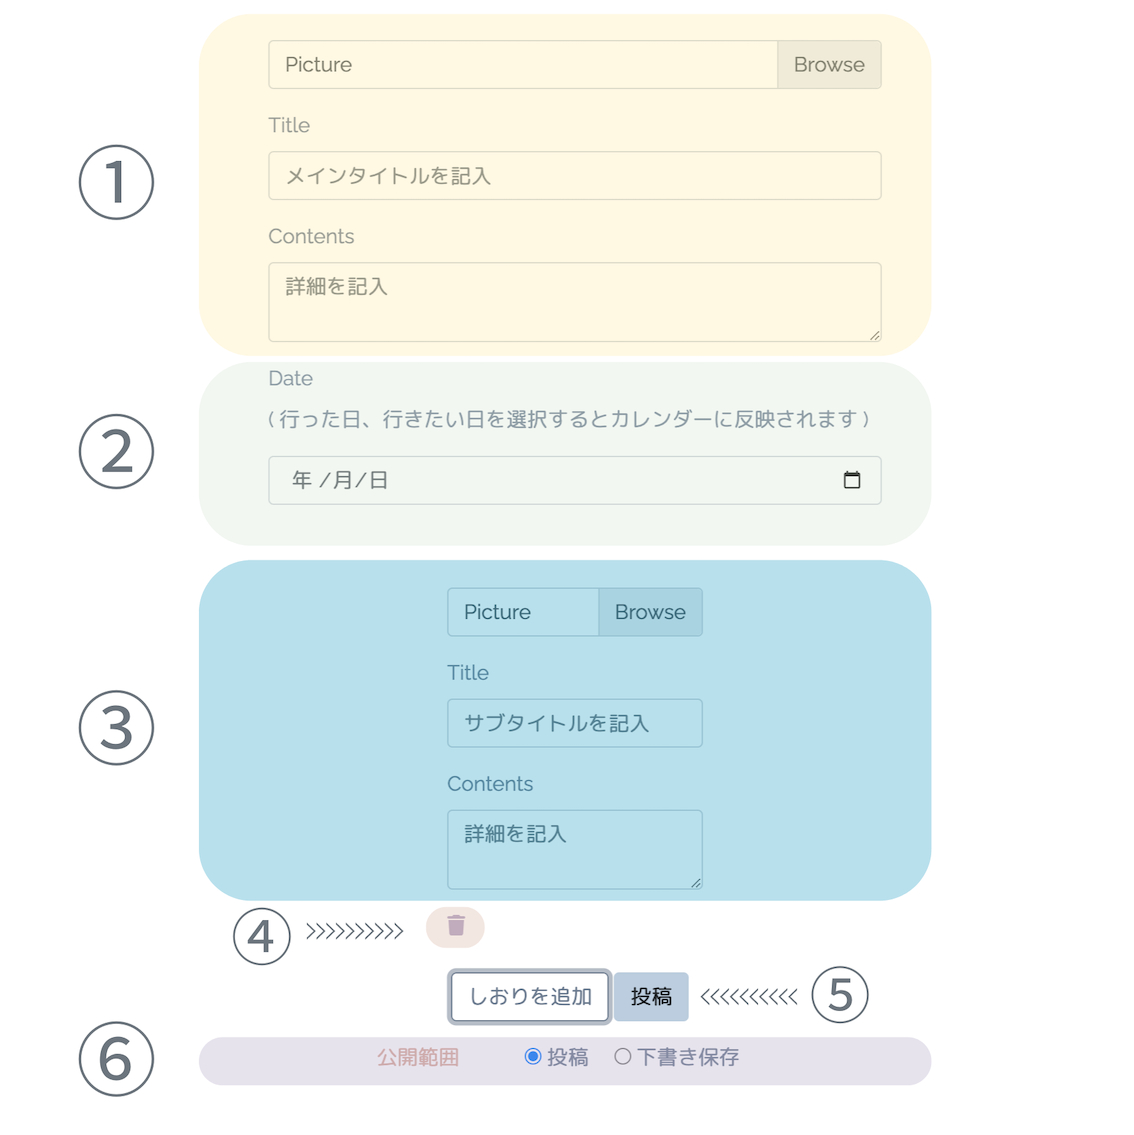 Picture Browse
Title
① メインタイトルを記入
Contents
詳細を記入
Date
② ( 行った日、行きたい日を選択するとカレンダーに反映されます )
年 /月/日
Picture Browse
Title
③ サブタイトルを記入
Contents
詳細を記入
④ 〉〉〉〉〉〉〉〉〉〉
しおりを追加 投稿 〈〈〈〈〈〈〈〈〈〈 ⑤
⑥ 公開範囲 投稿 下書き保存